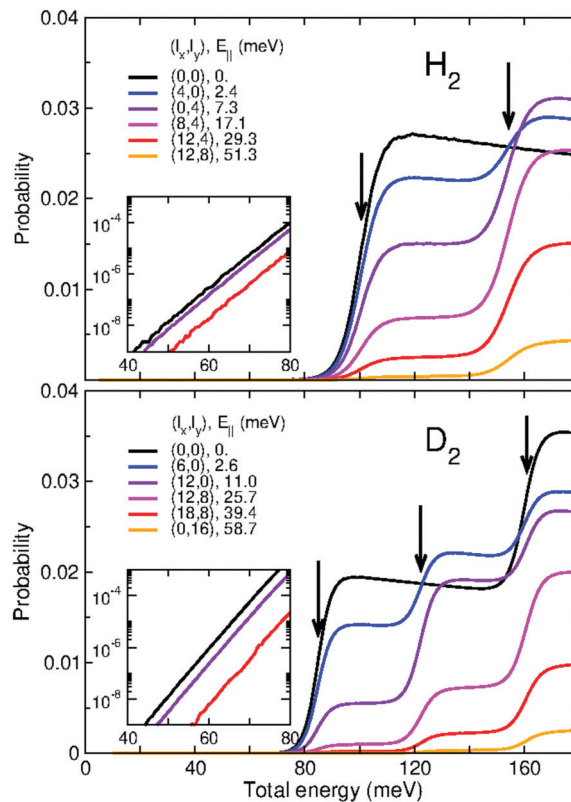 0.04
(l_x,l_y), E_|| (meV)
H_2
(0,0), 0.
(4,0), 2.4
(0,4), 7.3
(8,4), 17.1
(12,4), 29.3
(12,8), 51.3
0.03
0.02
0.01
Probability
10^-4
10^-6
10^-8
40 60 80
0.04
(l_x,l_y), E_|| (meV)
D_2
(0,0), 0.
(6,0), 2.6
(12,0), 11.0
(12,8), 25.7
(18,8), 39.4
(0,16), 58.7
0.03
0.02
0.01
0
Probability
10^-4
10^-6
10^-8
40 60 80
0 40 80 120 160
Total energy (meV)